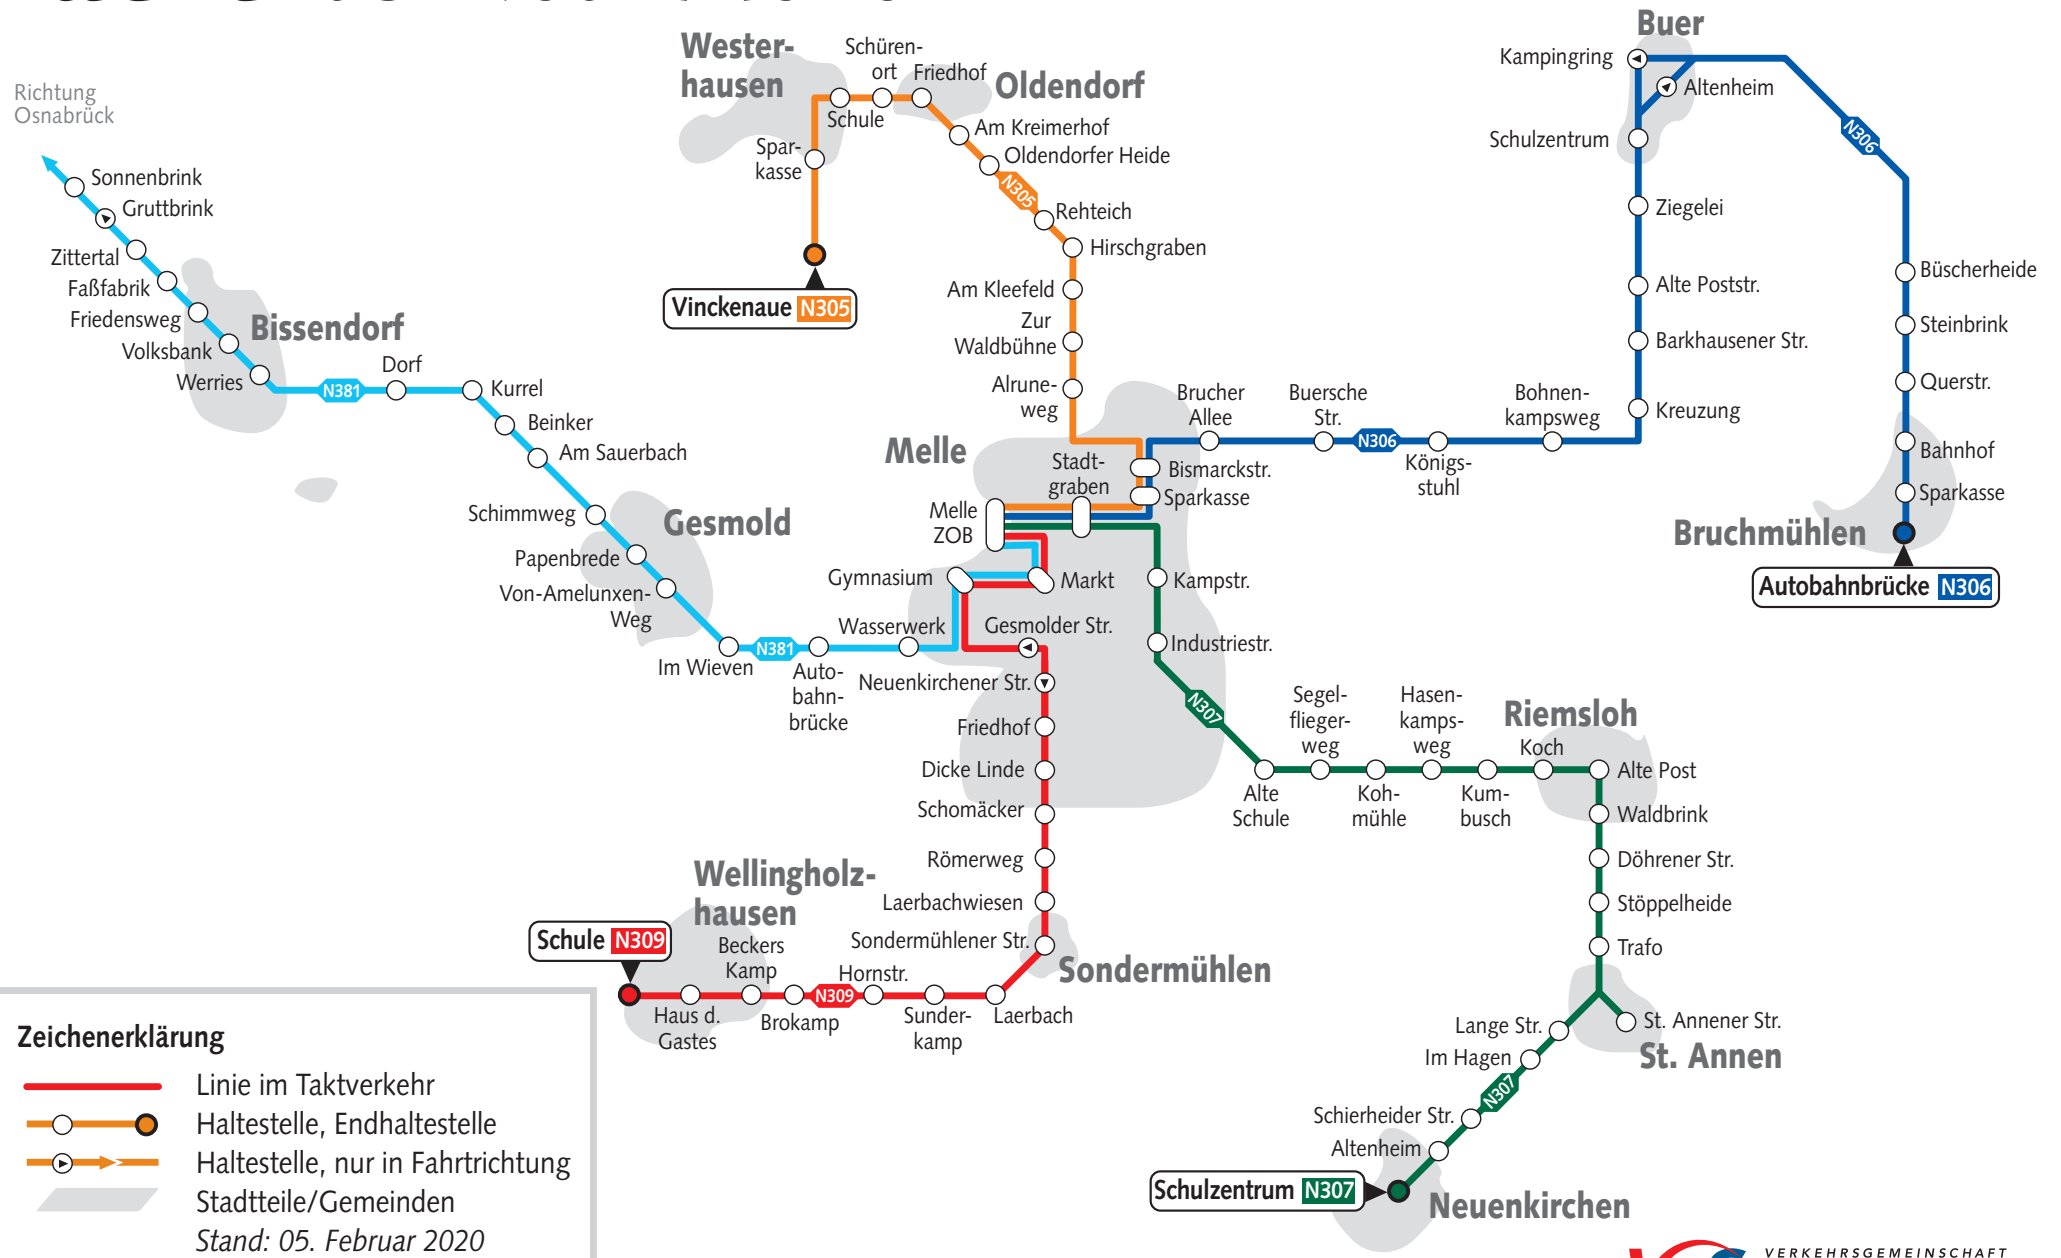 Richtung
Osnabrück
Sonnenbrink
Gruttbrink
Zittertal
Faßfabrik
Friedensweg
Volksbank
Werries
Bissendorf
N381
Dorf
Kurrel
Beinker
Am Sauerbach
Schimmweg
Gesmold
Papenbrede
Von-Amelunxen-
Weg
Im Wieven
N381
Auto-
bahn-
brücke
Wasserwerk
Wester-
hausen
Schüren-
ort
Friedhof
Oldendorf
Schule
Spar-
kasse
Vinckenaue N305
Am Kreimerhof
Oldendorfer Heide
N305
Rehteich
Hirschgraben
Am Kleefeld
Zur
Waldbühne
Alrune-
weg
Melle
Stadt-
graben
Bismarckstr.
Sparkasse
Melle
ZOB
Gymnasium
Markt
Gesmolder Str.
Neuenkirchener Str.
Friedhof
Dicke Linde
Schomäcker
Römerweg
Laerbachwiesen
Sondermühlener Str.
Sondermühlen
Laerbach
Sunder-
kamp
Hornstr.
N309
Brokamp
Beckers
Kamp
Haus d.
Gastes
Wellingholz-
hausen
Schule N309
Brucher
Allee
Buersche
Str.
N306
Königs-
stuhl
Bohnen-
kampsweg
Kreuzung
Barkhausener Str.
Alte Poststr.
Ziegelei
Schulzentrum
Kampingring
Buer
Altenheim
N306
Büscherheide
Steinbrink
Querstr.
Bahnhof
Sparkasse
Bruchmühlen
Autobahnbrücke N306
Kampstr.
Industriestr.
N307
Alte
Schule
Segel-
flieger-
weg
Koh-
mühle
Hasen-
kamps-
weg
Kum-
busch
Koch
Riemsloh
Alte Post
Waldbrink
Döhrener Str.
Stöppelheide
Trafo
St. Annener Str.
St. Annen
Lange Str.
Im Hagen
N307
Schierheider Str.
Altenheim
Schulzentrum N307
Neuenkirchen
Zeichenerklärung
Linie im Taktverkehr
Haltestelle, Endhaltestelle
Haltestelle, nur in Fahrtrichtung
Stadtteile/Gemeinden
Stand: 05. Februar 2020
VERKEHRSGEMEINSCHAFT